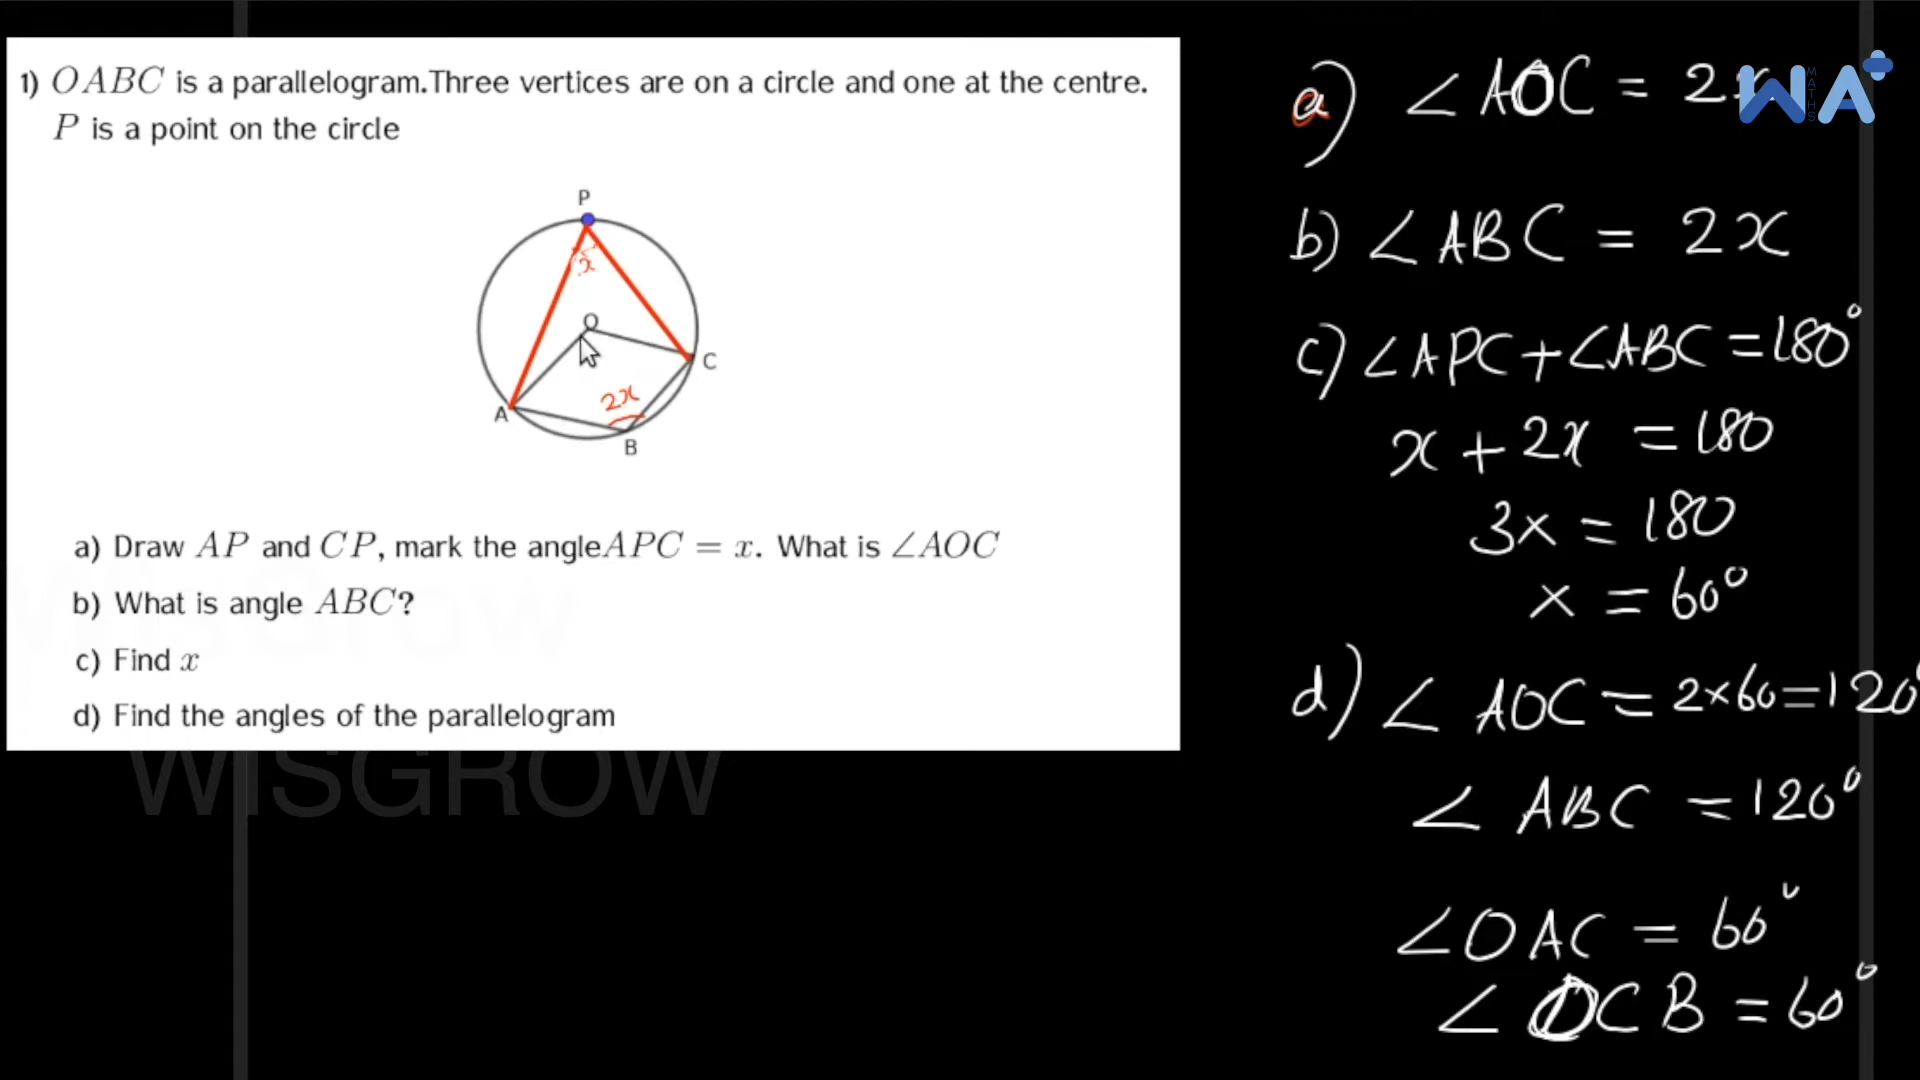 1) OABC is a parallelogram.Three vertices are on a circle and one at the centre.
P is a point on the circle
P
x
O
C
2x
A
B
a) Draw AP and CP, mark the angleAPC = x. What is ∠AOC
b) What is angle ABC?
c) Find x
d) Find the angles of the parallelogram
WISGROW
a) ∠AOC = 2x
WA+
MATHS
b) ∠ABC = 2x
c) ∠APC+∠ABC = 180°
x + 2x = 180
3x = 180
x = 60°
d) ∠AOC = 2×60 = 120°
∠ABC = 120°
∠OAC = 60°
∠OCB = 60°